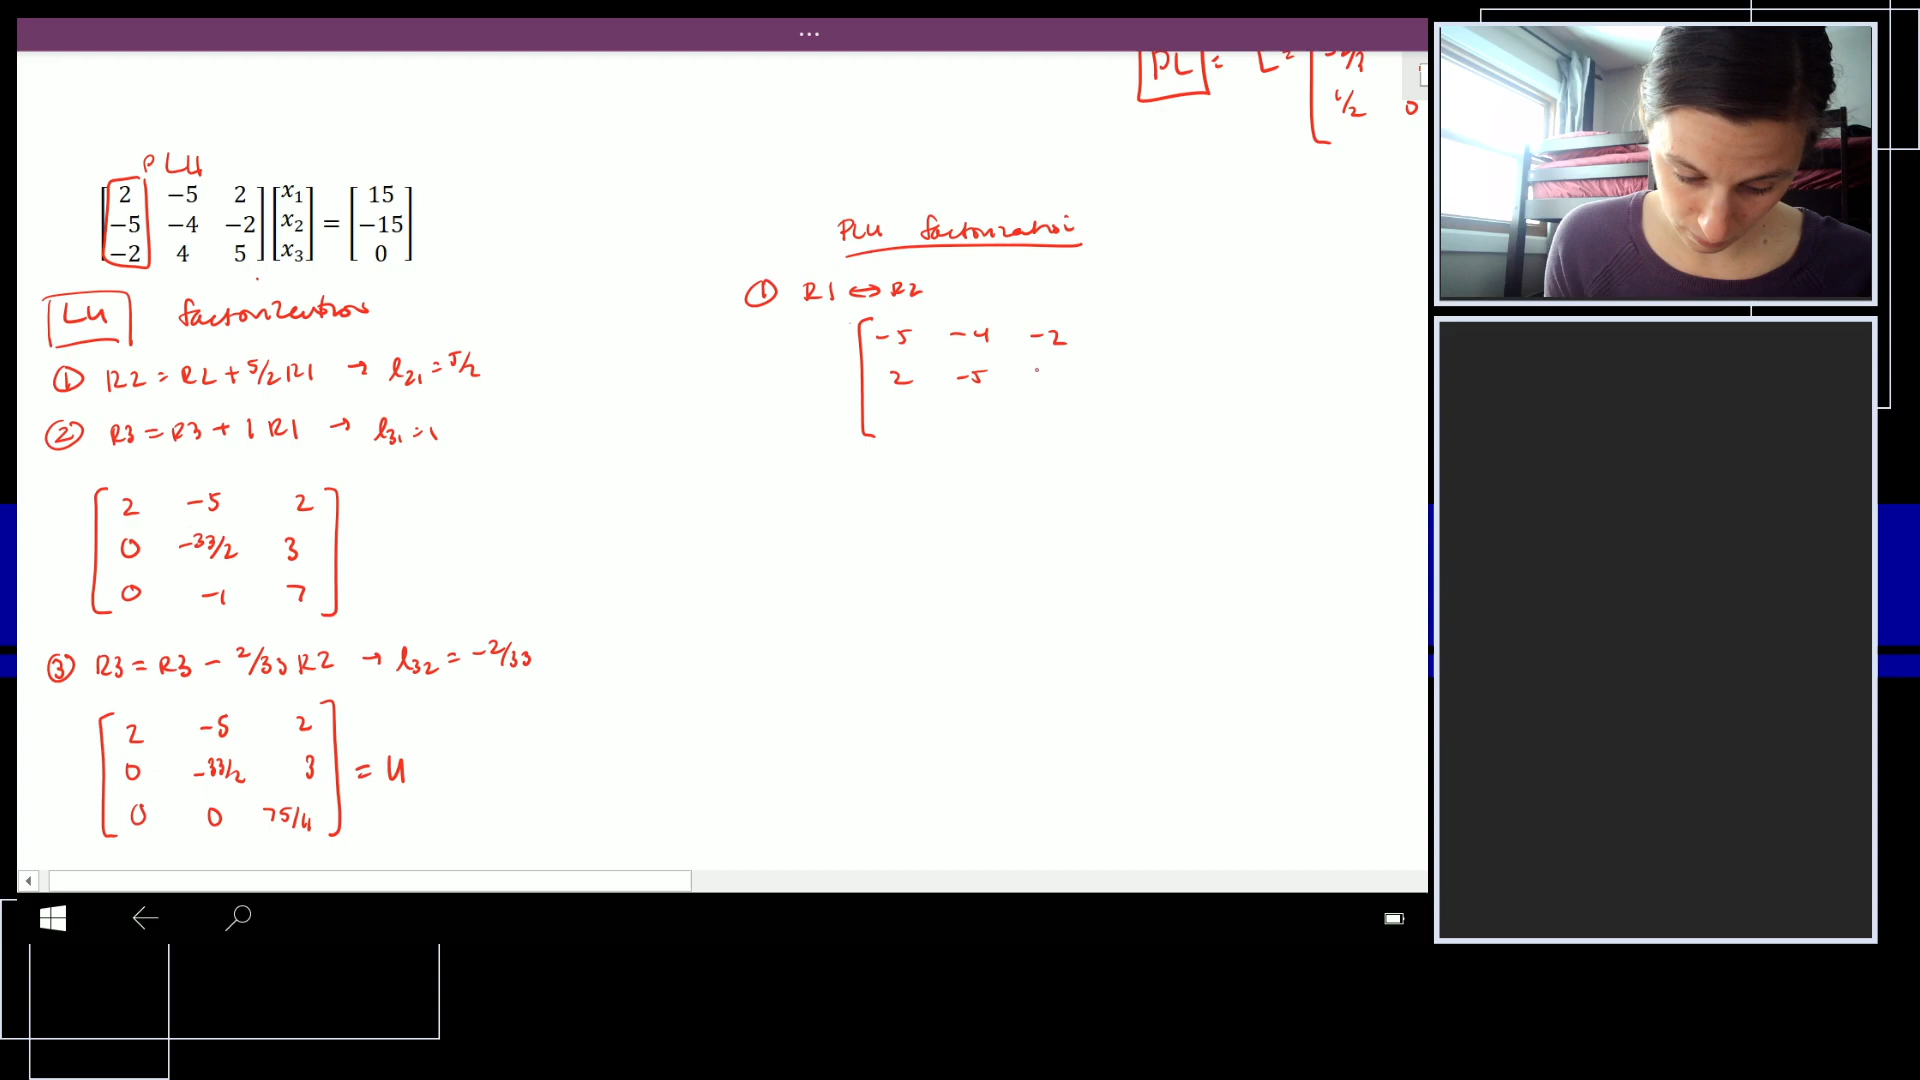 ...
PL = L =
1/2 0
PLU
2 −5 2 x₁ 15
−5 −4 −2 x₂ = −15
−2 4 5 x₃ 0
LU factorization
① R2 = R2 + 5/2 R1 → l₂₁ = 5/2
② R3 = R3 + 1 R1 → l₃₁ = 1
2 -5 2
0 -33/2 3
0 -1 7
③ R3 = R3 - 2/33 R2 → l₃₂ = -2/33
2 -5 2
0 -33/2 3 = U
0 0 75/11
PLU factorization
① R1 ↔ R2
-5 -4 -2
2 -5